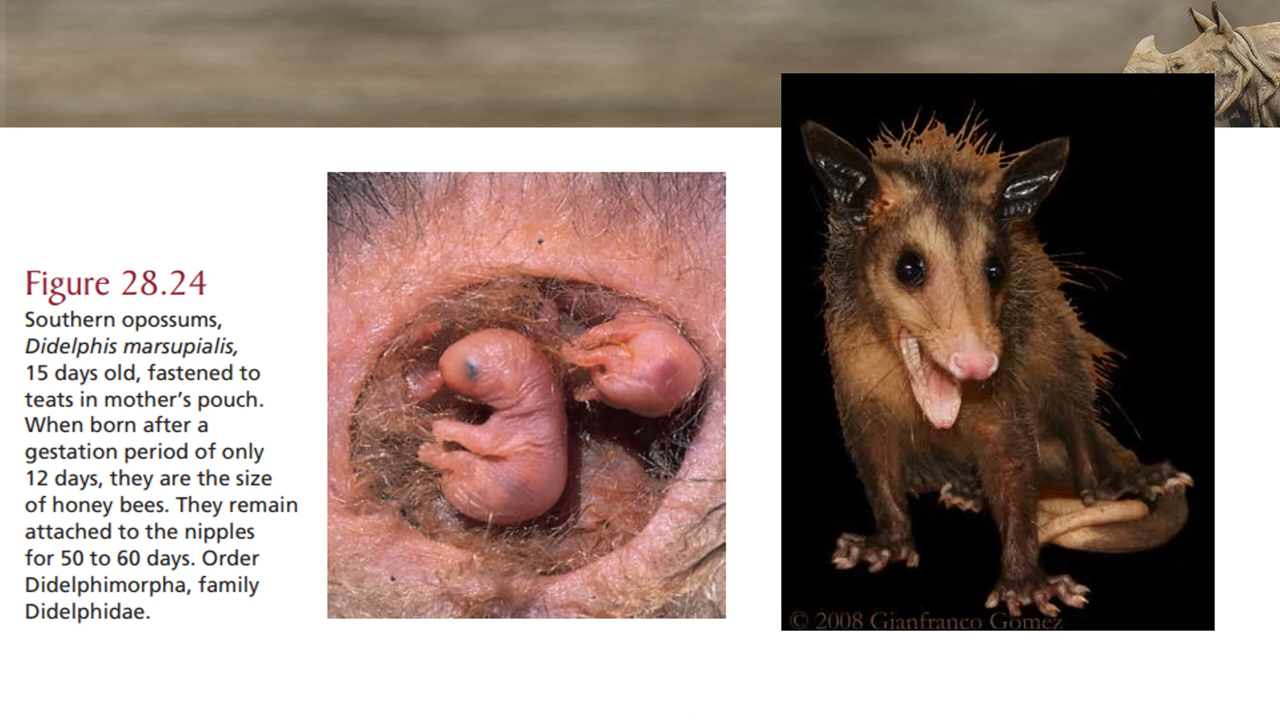 Figure 28.24
Southern opossums,
Didelphis marsupialis,
15 days old, fastened to
teats in mother's pouch.
When born after a
gestation period of only
12 days, they are the size
of honey bees. They remain
attached to the nipples
for 50 to 60 days. Order
Didelphimorpha, family
Didelphidae.
© 2008 Gianfranco Gomez